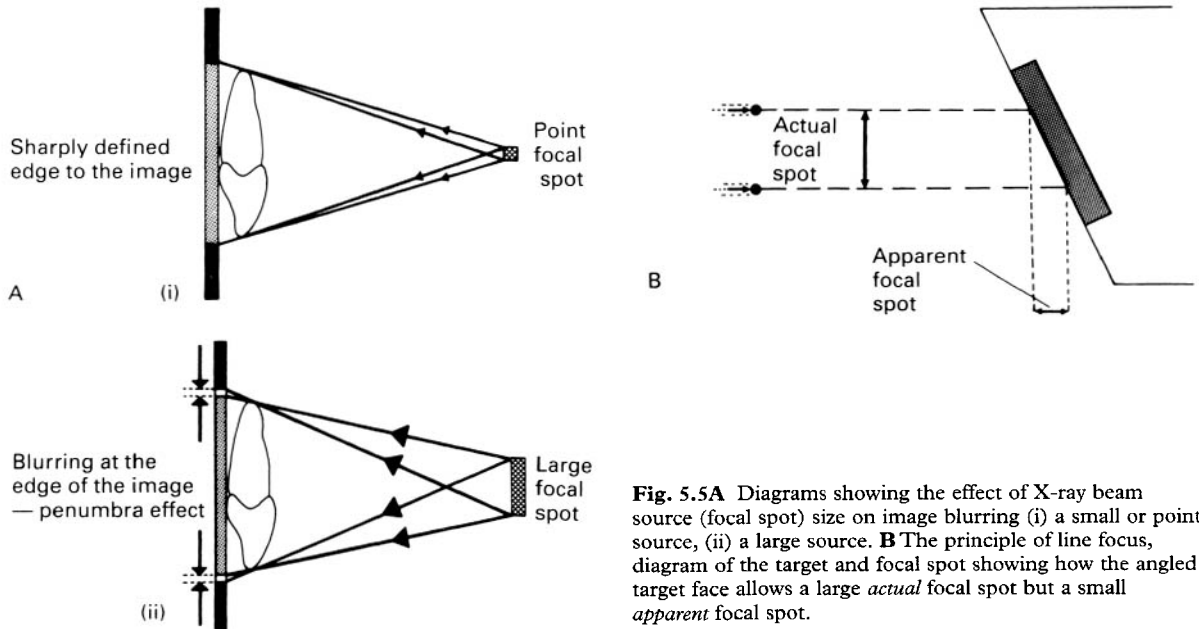 Sharply defined
edge to the image
Point
focal
spot
A
(i)
Actual
focal
spot
Apparent
focal
spot
B
Blurring at the
edge of the image
— penumbra effect
Large
focal
spot
(ii)
Fig. 5.5A Diagrams showing the effect of X-ray beam
source (focal spot) size on image blurring (i) a small or point
source, (ii) a large source. B The principle of line focus,
diagram of the target and focal spot showing how the angled
target face allows a large actual focal spot but a small
apparent focal spot.